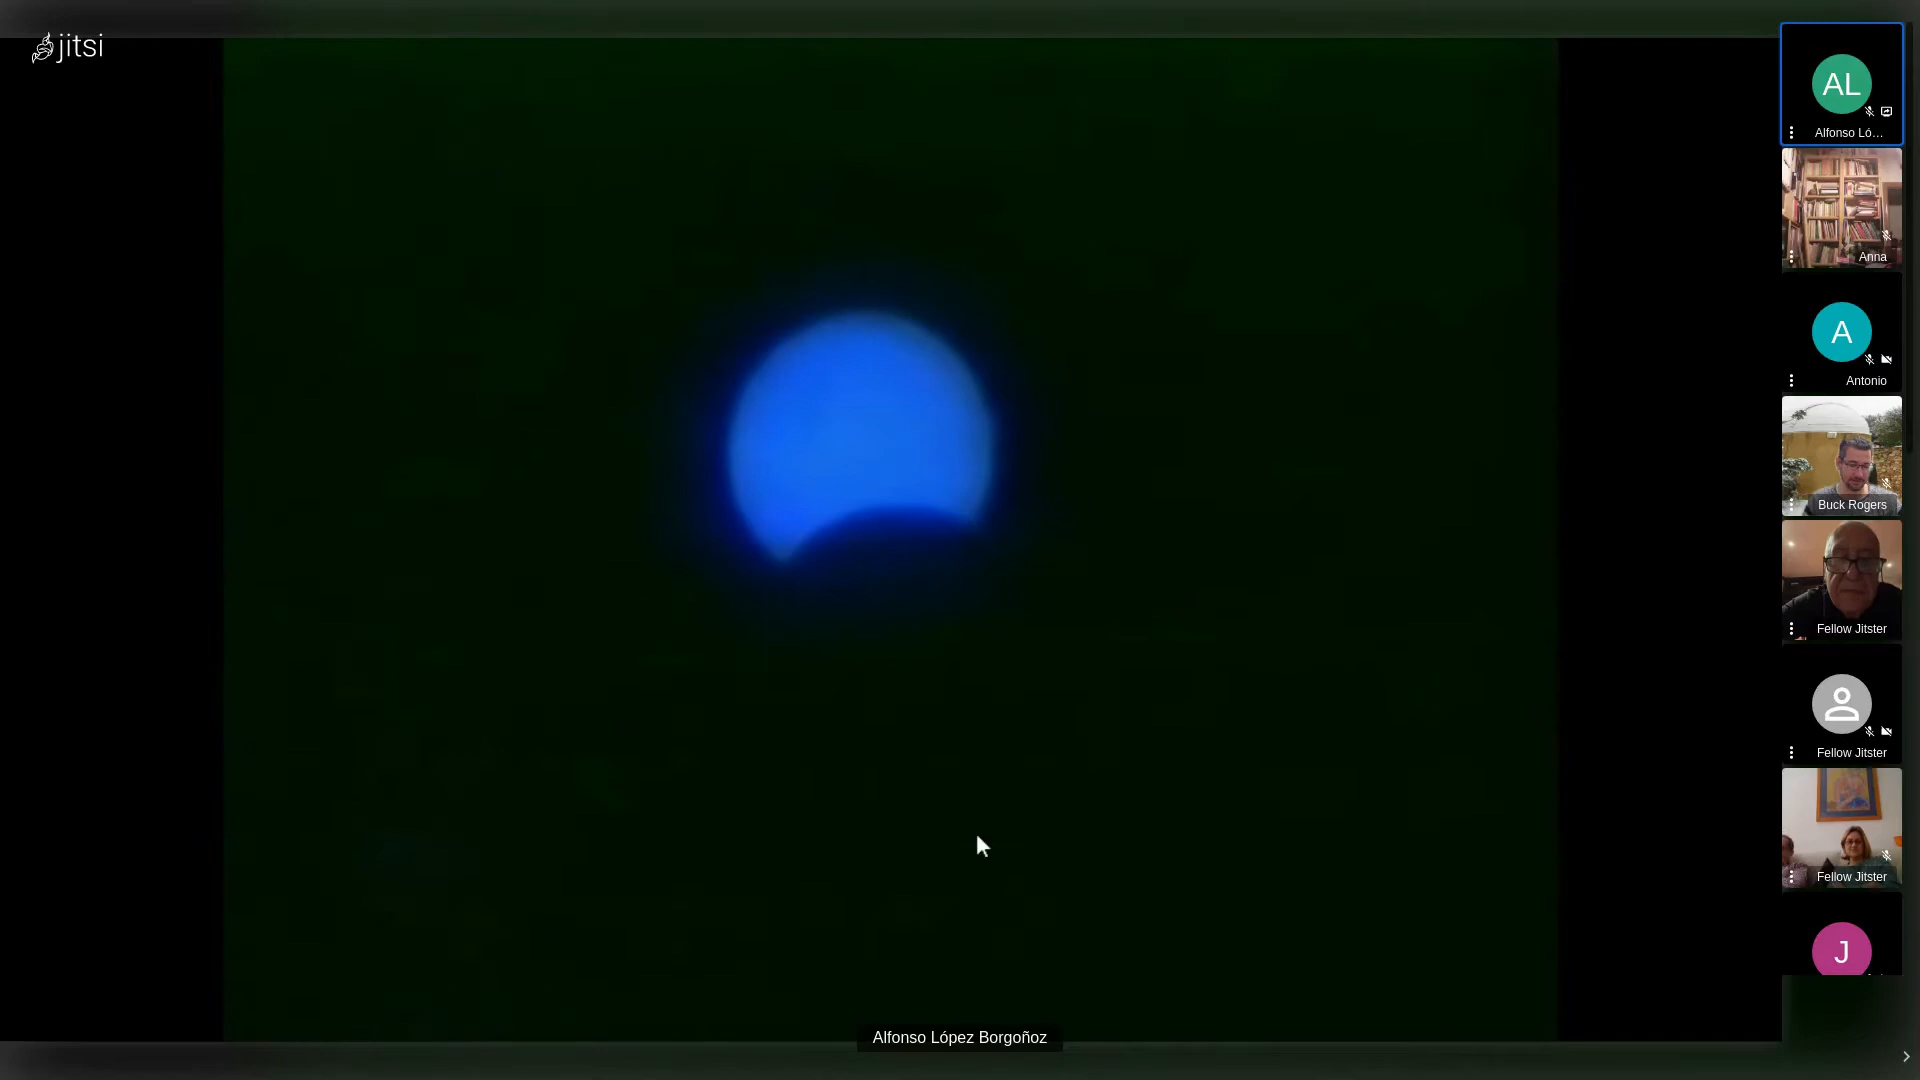 jitsi
AL
Alfonso Ló…
Anna
A
Antonio
Buck Rogers
Fellow Jitster
Fellow Jitster
Fellow Jitster
J
Alfonso López Borgoñoz